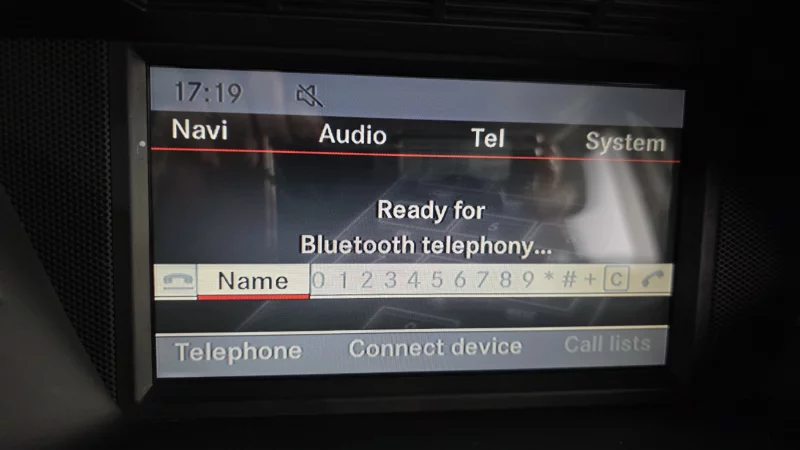 17:19
Navi Audio Tel System
Ready for
Bluetooth telephony...
Name 0 1 2 3 4 5 6 7 8 9 * # + C
Telephone Connect device Call lists